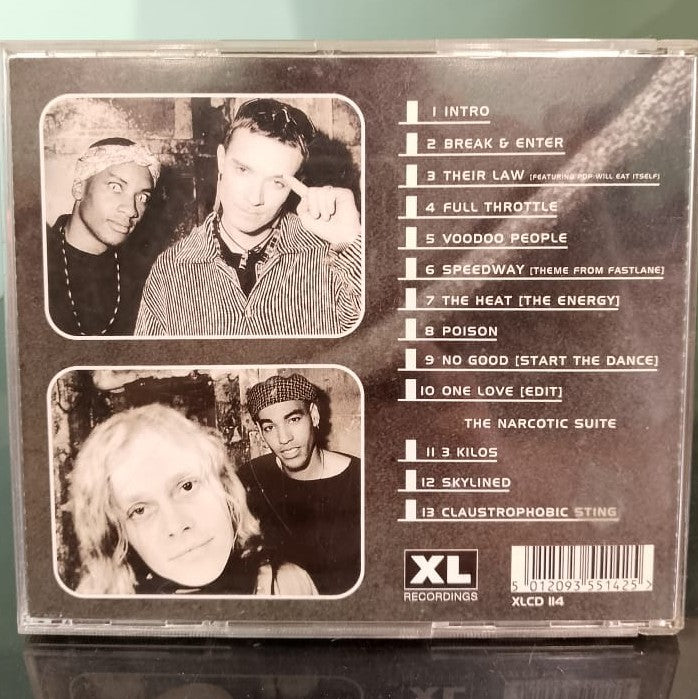 1 INTRO
2 BREAK & ENTER
3 THEIR LAW [FEATURING POP WILL EAT ITSELF]
4 FULL THROTTLE
5 VOODOO PEOPLE
6 SPEEDWAY [THEME FROM FASTLANE]
7 THE HEAT [THE ENERGY]
8 POISON
9 NO GOOD [START THE DANCE]
10 ONE LOVE [EDIT]
THE NARCOTIC SUITE
11 3 KILOS
12 SKYLINED
13 CLAUSTROPHOBIC STING
XL
RECORDINGS
5 012093 551425 >
XLCD 114